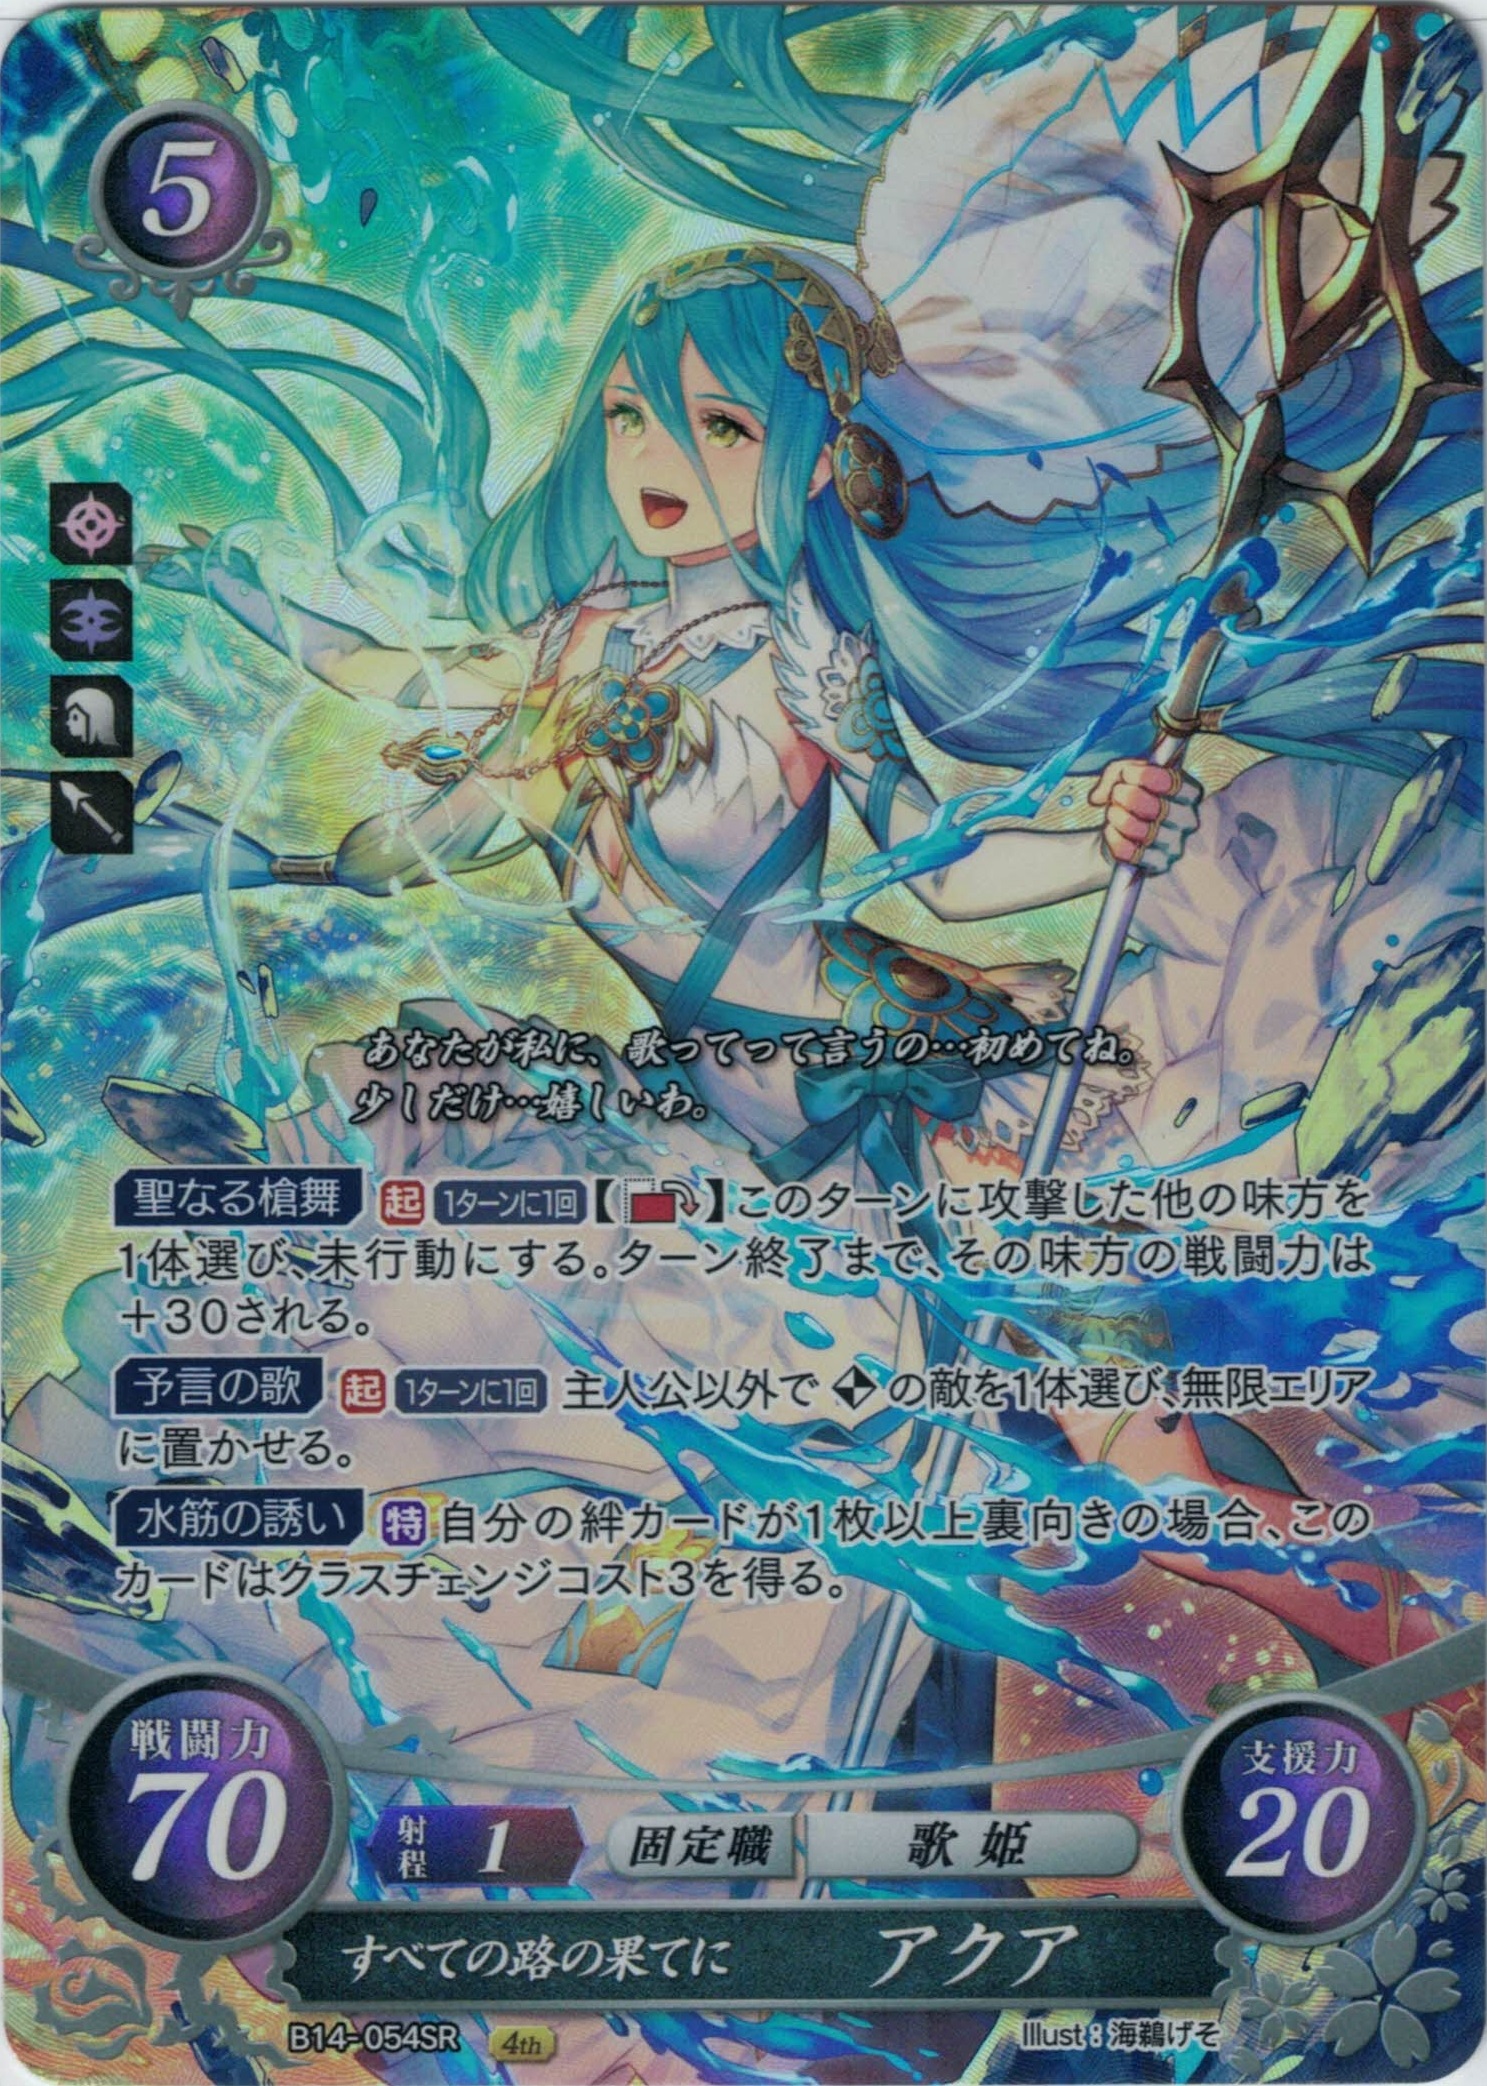 5
あなたが私に、歌ってって言うの…初めてね。
少しだけ…嬉しいわ。
聖なる槍舞 起 1ターンに1回【】このターンに攻撃した他の味方を
1体選び、未行動にする。ターン終了まで、その味方の戦闘力は
＋30される。
予言の歌 起 1ターンに1回 主人公以外での敵を1体選び、無限エリア
に置かせる。
水筋の誘い 特 自分の絆カードが1枚以上裏向きの場合、この
カードはクラスチェンジコスト3を得る。
戦闘力
70
射程 1
固定職
歌姫
支援力
20
すべての路の果てに アクア
B14-054SR 4th
Illust：海鵜げそ